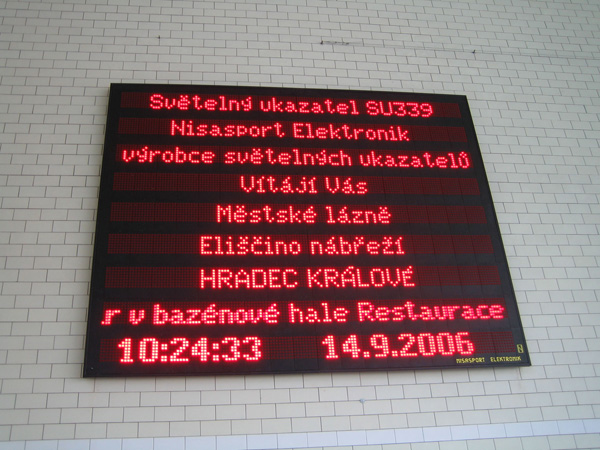 Světelný ukazatel SU339
Nisasport Elektronik
výrobce světelných ukazatelů
Vítájí Vás
Městské lázně
Eliščino nábřeží
HRADEC KRÁLOVÉ
r v bazénové hale Restaurace
10:24:33 14.9.2006
NISASPORT ELEKTRONIK